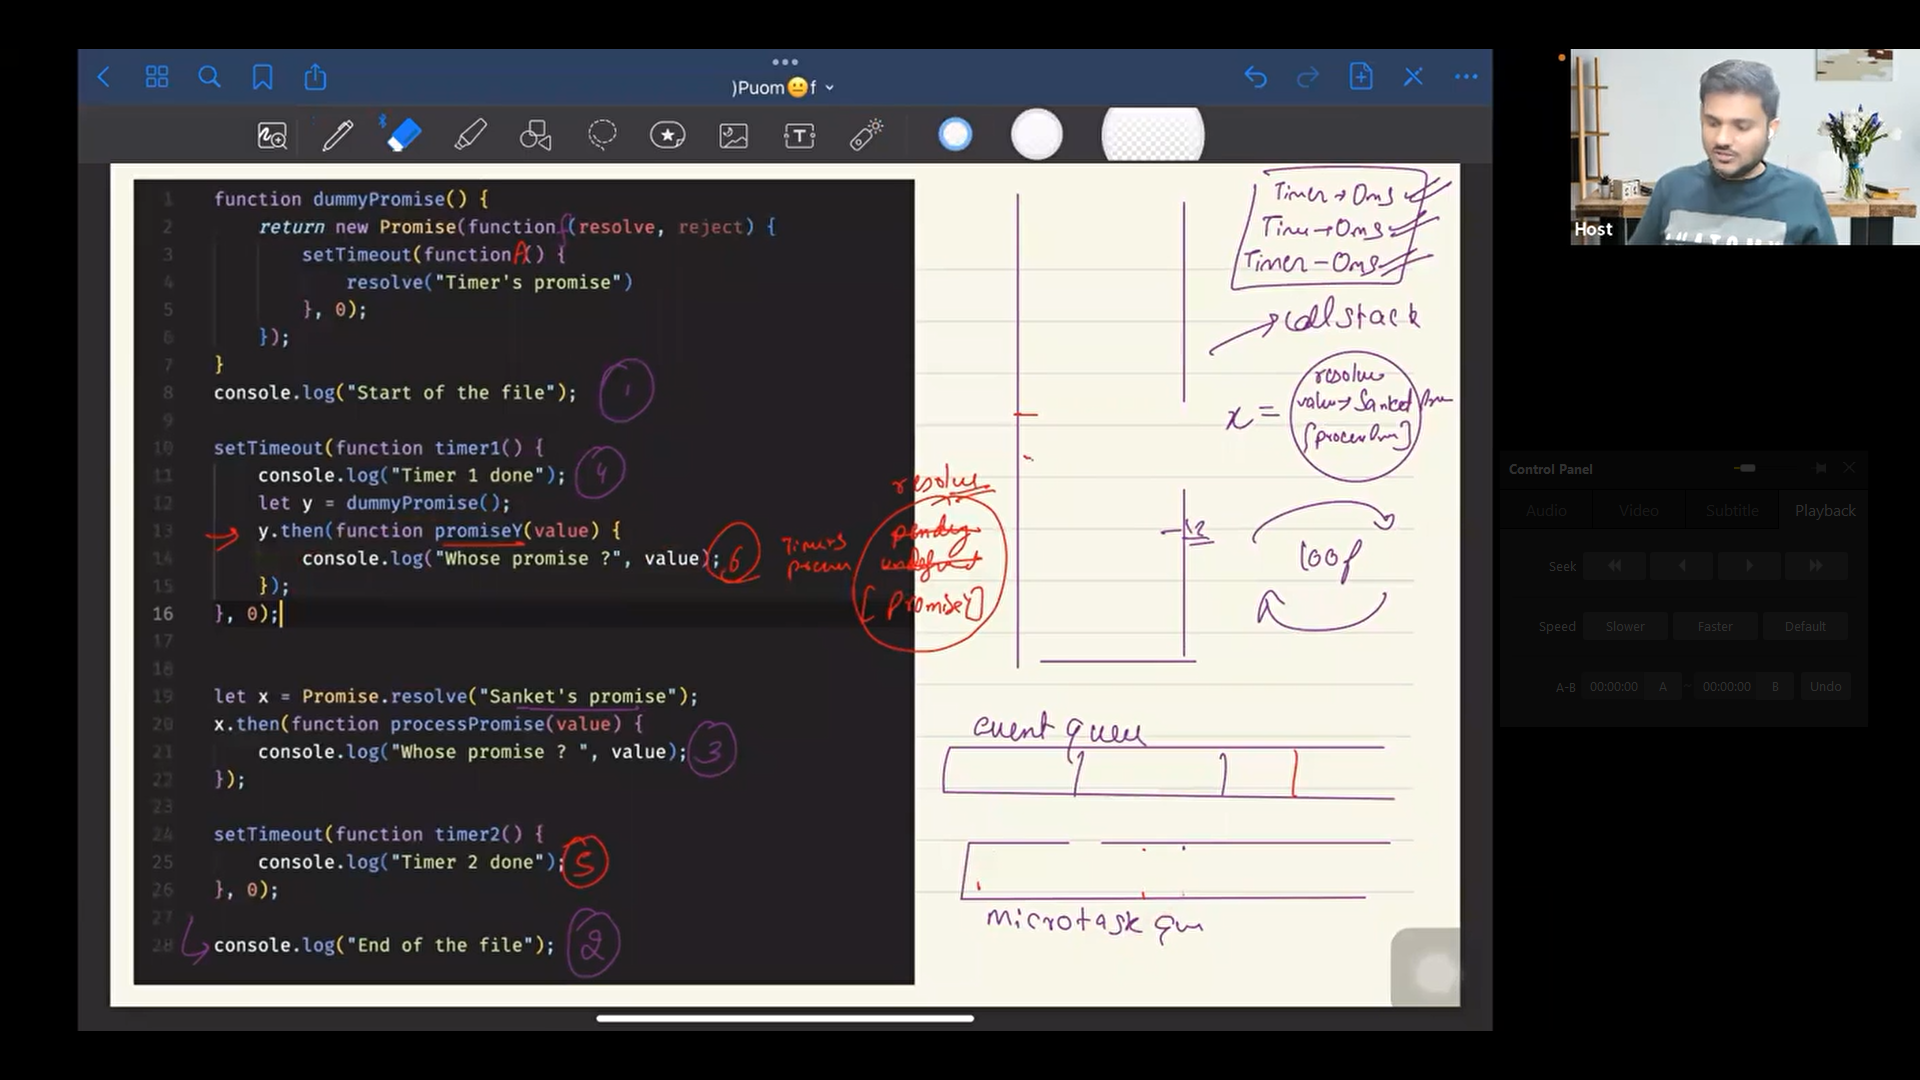 )Puom😐f
1 function dummyPromise() {
2 return new Promise(function f(resolve, reject) {
3 setTimeout(function A() {
4 resolve("Timer's promise")
5 }, 0);
6 });
7 }
8 console.log("Start of the file"); 1
9
10 setTimeout(function timer1() {
11 console.log("Timer 1 done"); 4
12 let y = dummyPromise();
13 y.then(function promiseY(value) {
14 console.log("Whose promise ?", value); 6
15 });
16 }, 0);
17
18
19 let x = Promise.resolve("Sanket's promise");
20 x.then(function processPromise(value) {
21 console.log("Whose promise ? ", value); 3
22 });
23
24 setTimeout(function timer2() {
25 console.log("Timer 2 done"); 5
26 }, 0);
27
28 console.log("End of the file"); 2
Timers
resolve
pending
undefined
[promiseY]
Timer→0ms
Timer→0ms
Timer-0ms
callstack
x =
resolve
value→Sanket
loop
event queue
microtask qu
Host
Control Panel
Audio Video Subtitle Playback
Seek
Speed Slower Faster Default
A-B 00:00:00 A ~ 00:00:00 B Undo